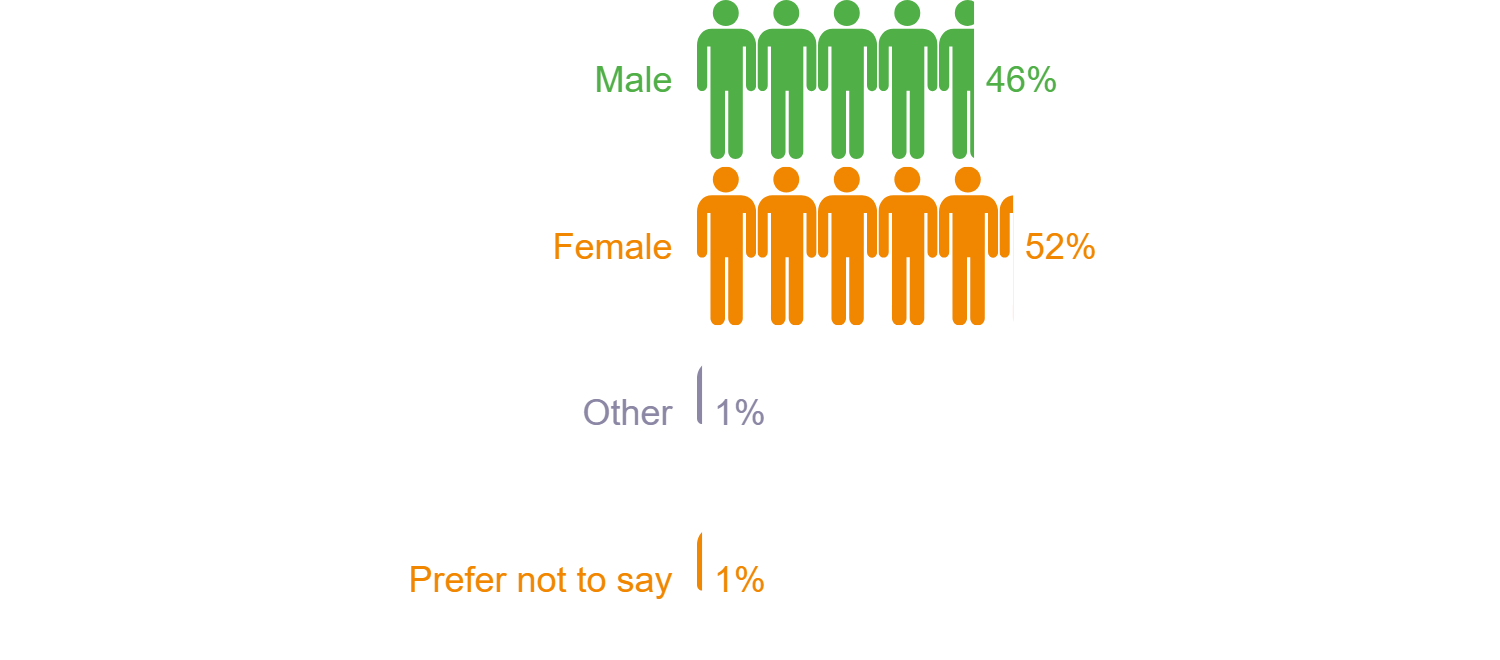 Male 46%
Female 52%
Other 1%
Prefer not to say 1%